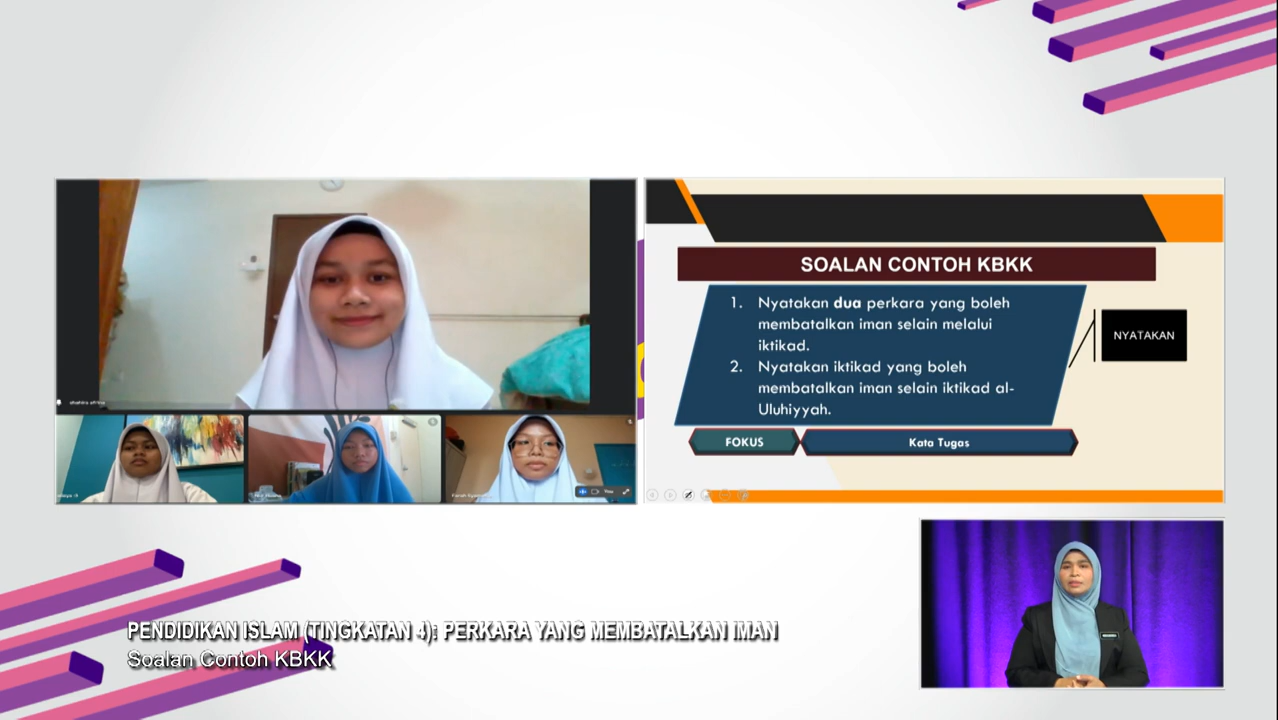 SOALAN CONTOH KBKK
1. Nyatakan dua perkara yang boleh
membatalkan iman selain melalui
iktikad.
2. Nyatakan iktikad yang boleh
membatalkan iman selain iktikad al-
Uluhiyyah.
NYATAKAN
FOKUS
Kata Tugas
You
PENDIDIKAN ISLAM (TINGKATAN 4): PERKARA YANG MEMBATALKAN IMAN
Soalan Contoh KBKK